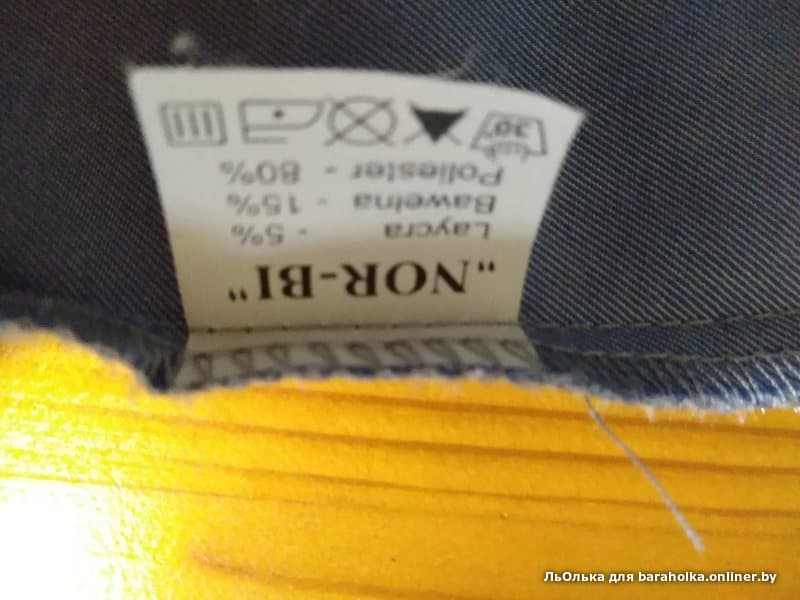 „NOR-BI"
Laycra - 5%
Bawełna - 15%
Poliester - 80%
30°
ЛьОлька для baraholka.onliner.by